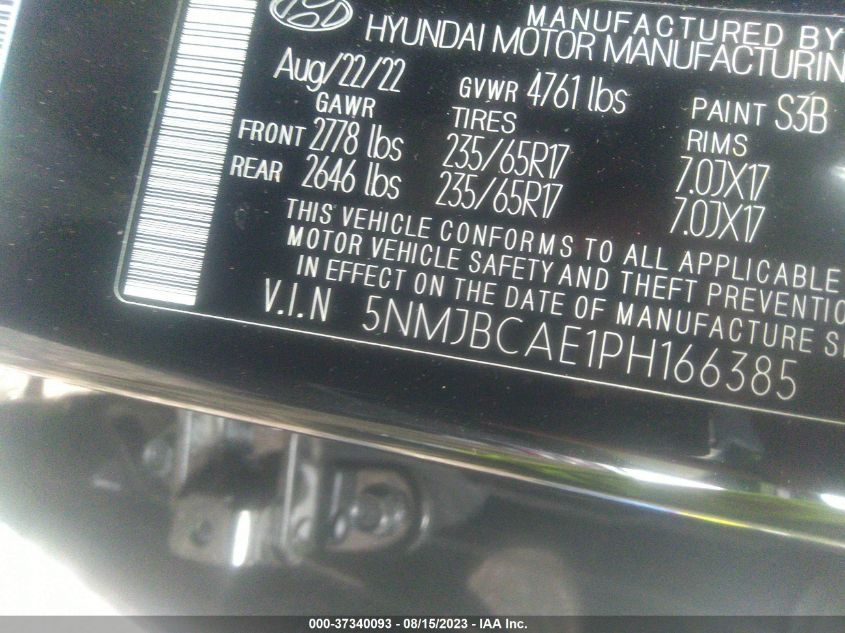 MANUFACTURED BY
HYUNDAI MOTOR MANUFACTURIN
Aug/22/22 GVWR 4761 lbs PAINT S3B
GAWR TIRES RIMS
FRONT 2778 lbs 235/65R17 7.0JX17
REAR 2646 lbs 235/65R17 7.0JX17
THIS VEHICLE CONFORMS TO ALL APPLICABLE
MOTOR VEHICLE SAFETY AND THEFT PREVENTIO
IN EFFECT ON THE DATE OF MANUFACTURE S
V.I.N 5NMJBCAE1PH166385
000-37340093 - 08/15/2023 - IAA Inc.